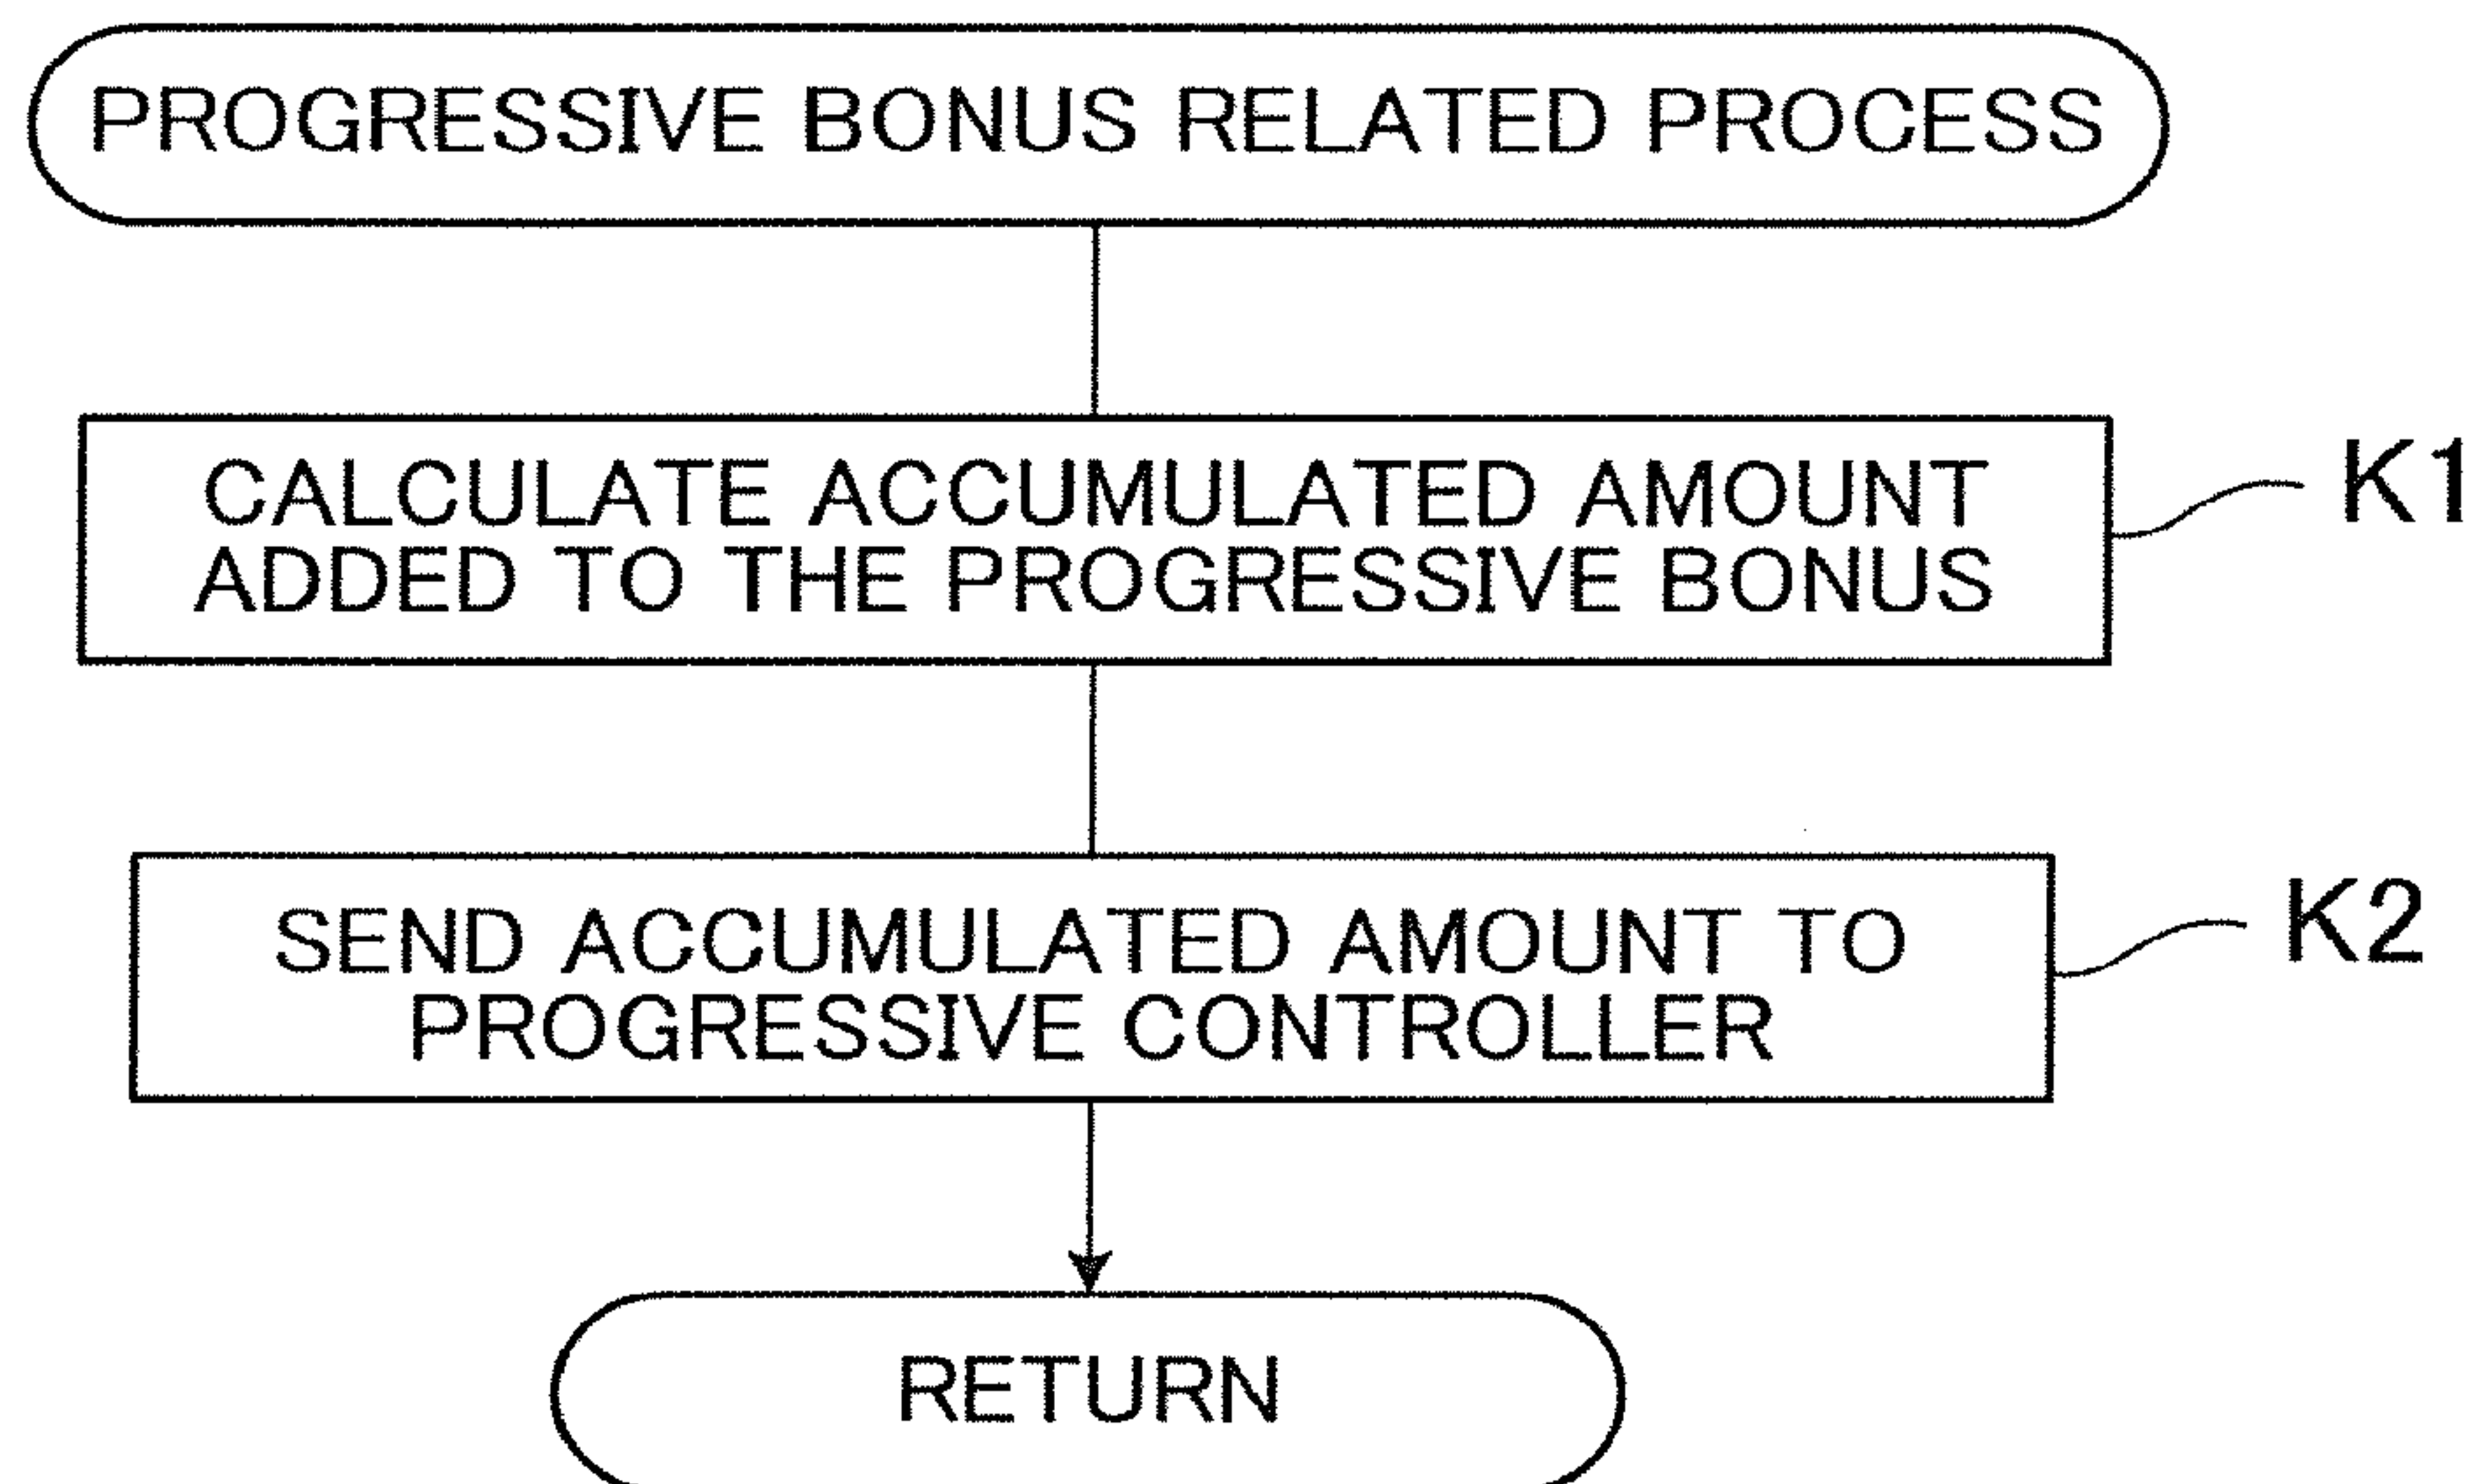 PROGRESSIVE BONUS RELATED PROCESS
CALCULATE ACCUMULATED AMOUNT
ADDED TO THE PROGRESSIVE BONUS
K1
SEND ACCUMULATED AMOUNT TO
PROGRESSIVE CONTROLLER
K2
RETURN